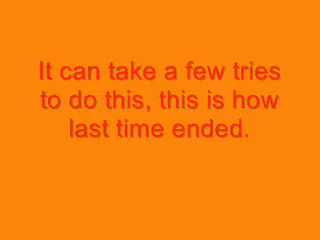 It can take a few tries
to do this, this is how
last time ended.